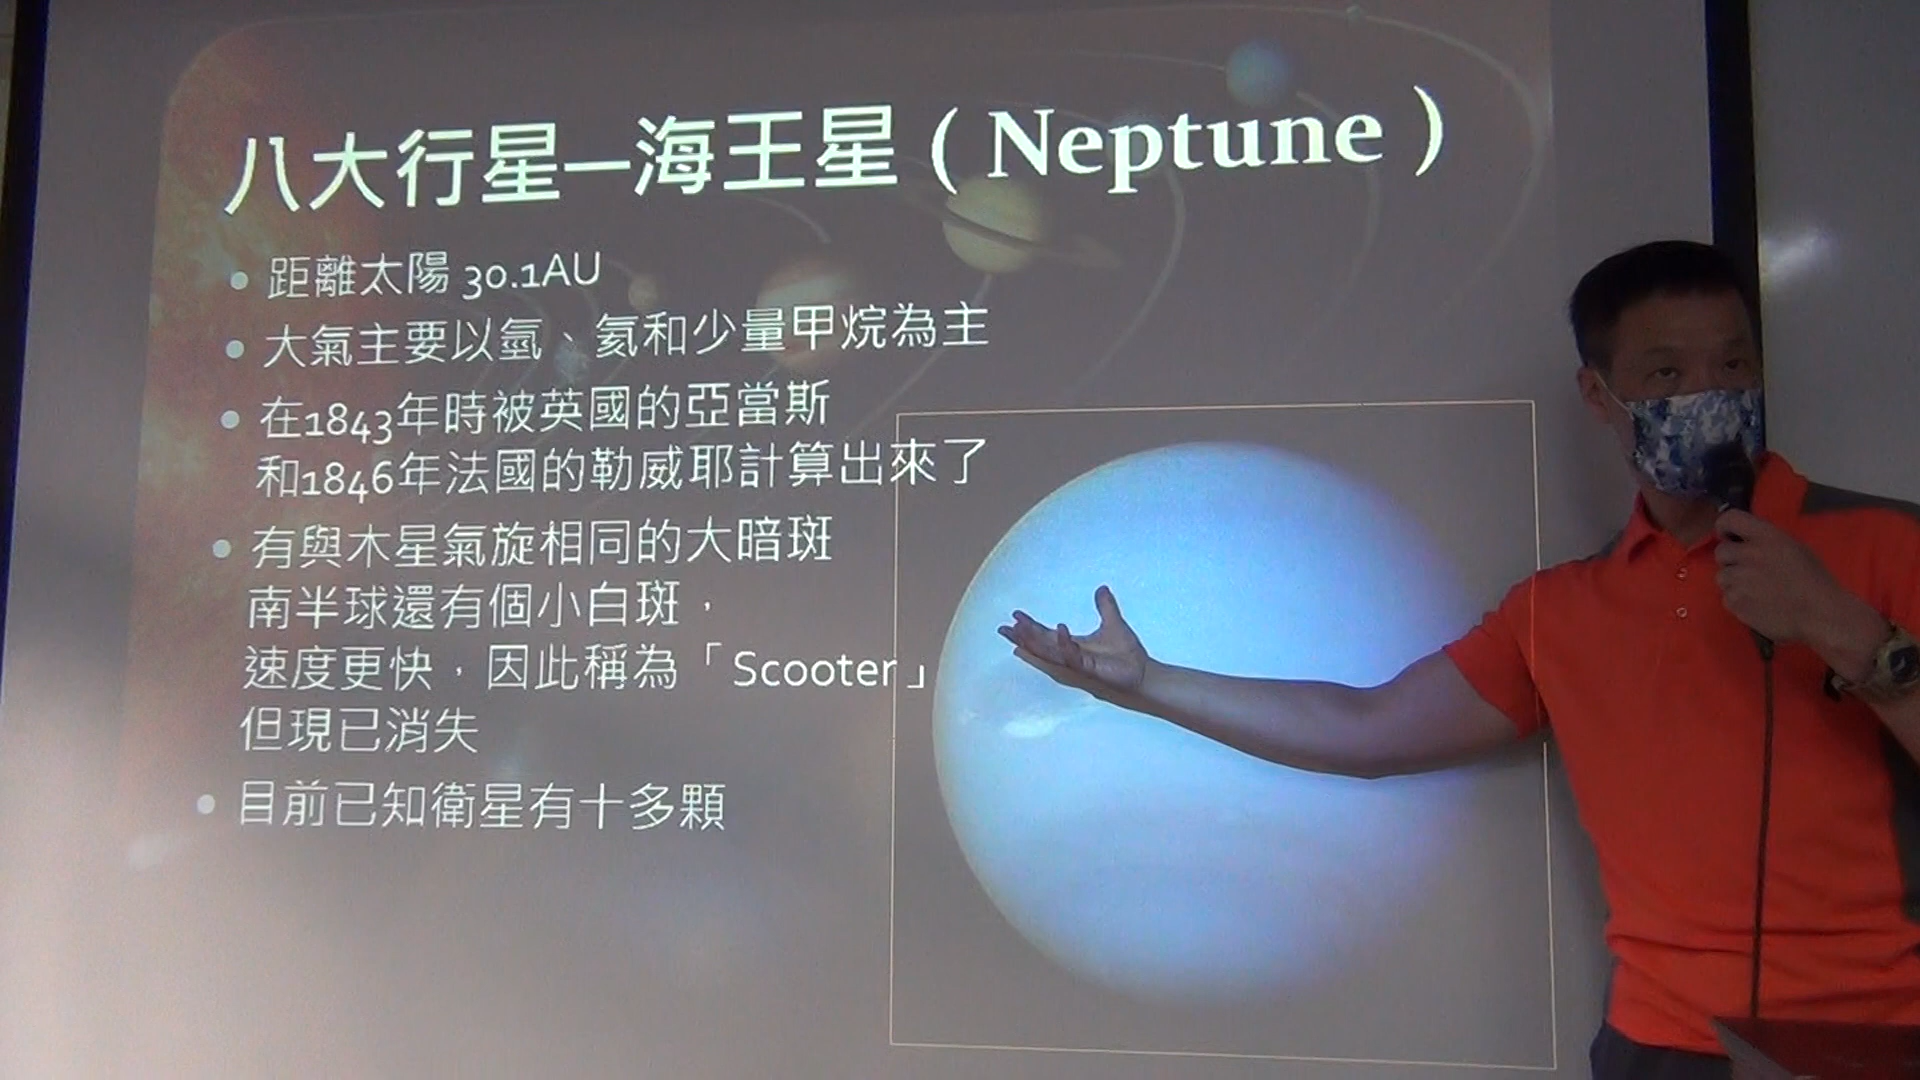 八大行星—海王星（Neptune）
• 距離太陽 30.1AU
• 大氣主要以氫、氦和少量甲烷為主
• 在1843年時被英國的亞當斯
和1846年法國的勒威耶計算出來了
• 有與木星氣旋相同的大暗斑
南半球還有個小白斑，
速度更快，因此稱為「Scooter」
但現已消失
• 目前已知衛星有十多顆